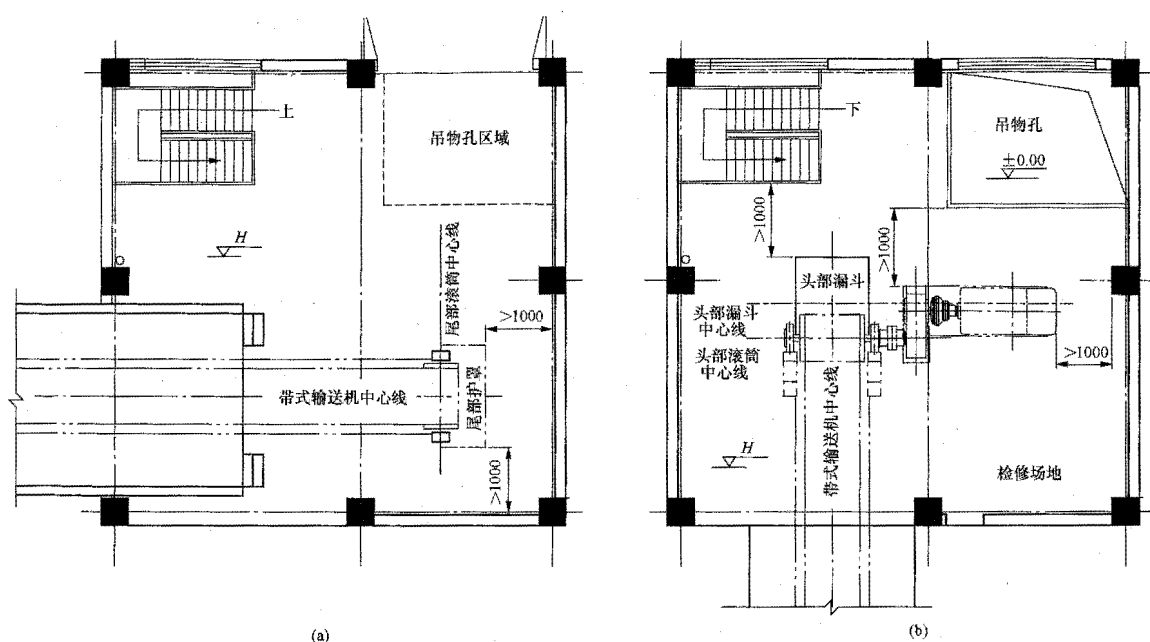 上
吊物孔区域
H
尾部滚筒中心线
>1000
带式输送机中心线
尾部护罩
>1000
(a)
下
吊物孔
±0.00
>1000
>1000
头部漏斗
头部漏斗
中心线
头部滚筒
中心线
>1000
带式输送机中心线
H
检修场地
(b)